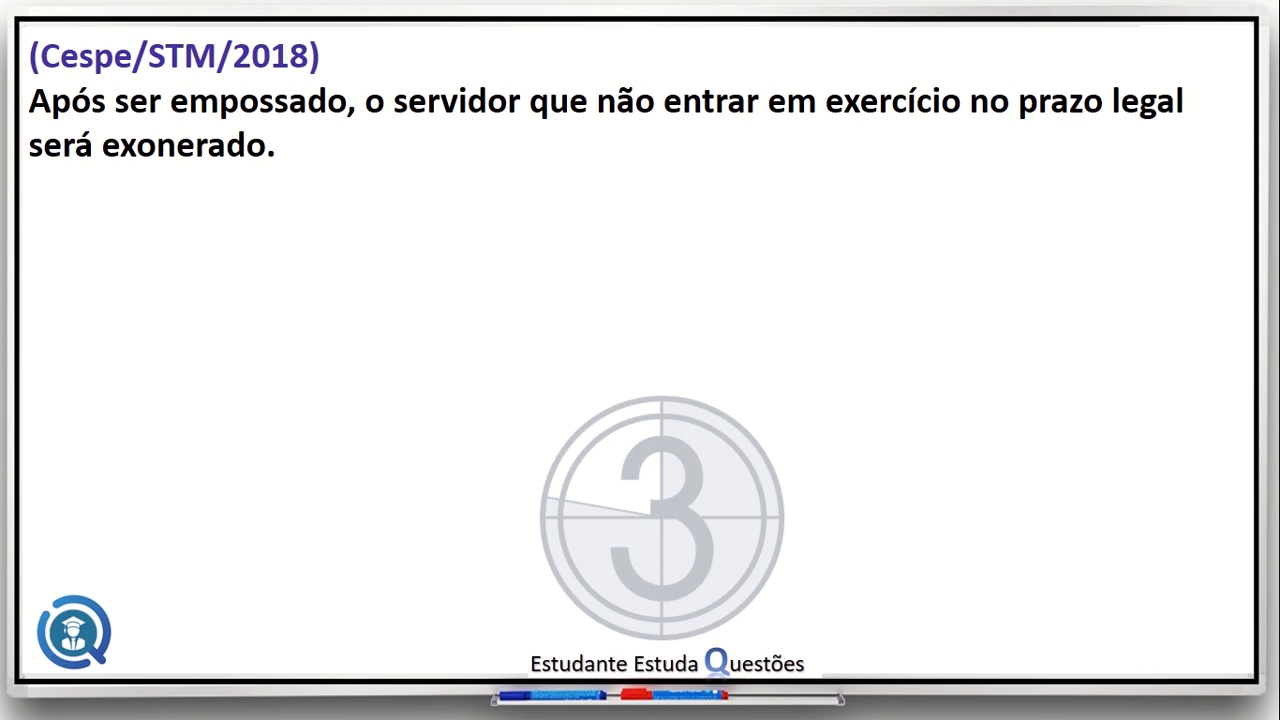 (Cespe/STM/2018)
Após ser empossado, o servidor que não entrar em exercício no prazo legal
será exonerado.
3
Estudante Estuda Questões